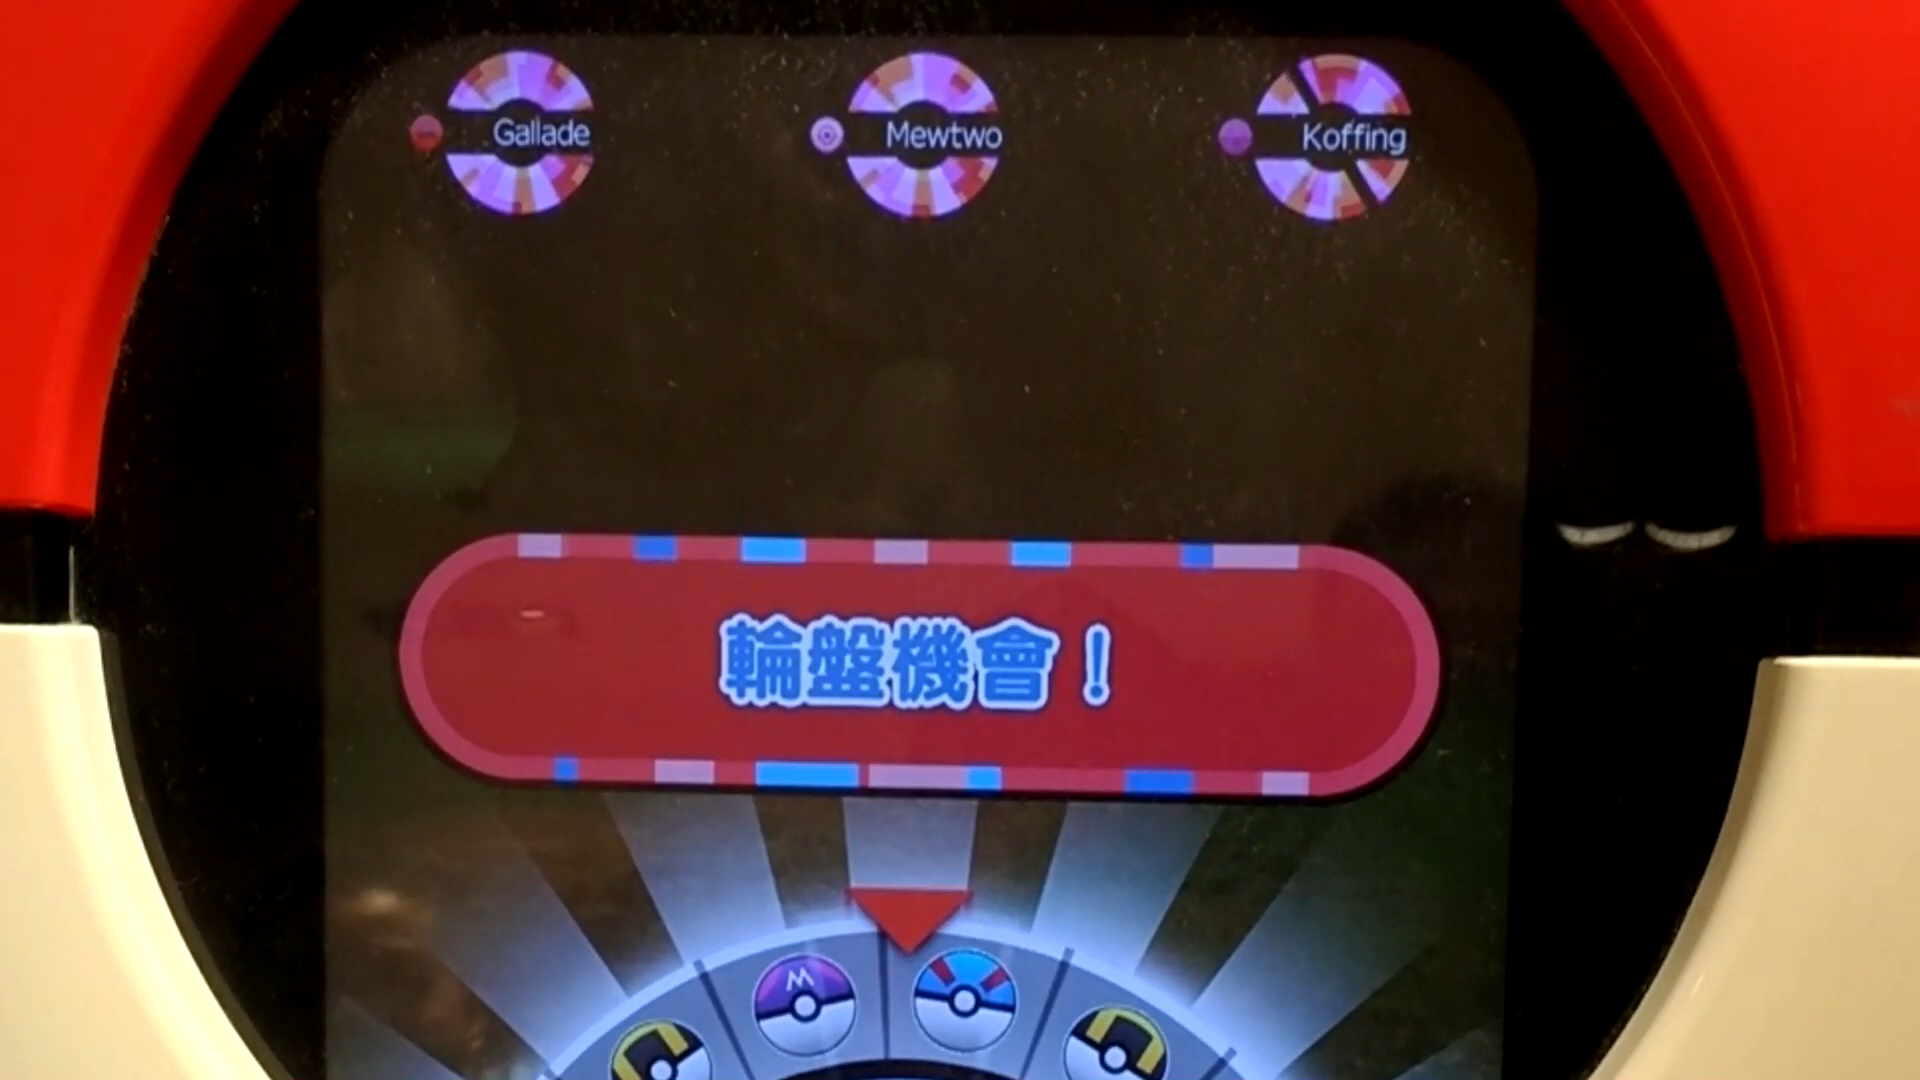 Gallade
Mewtwo
Koffing
輪盤機會！
M